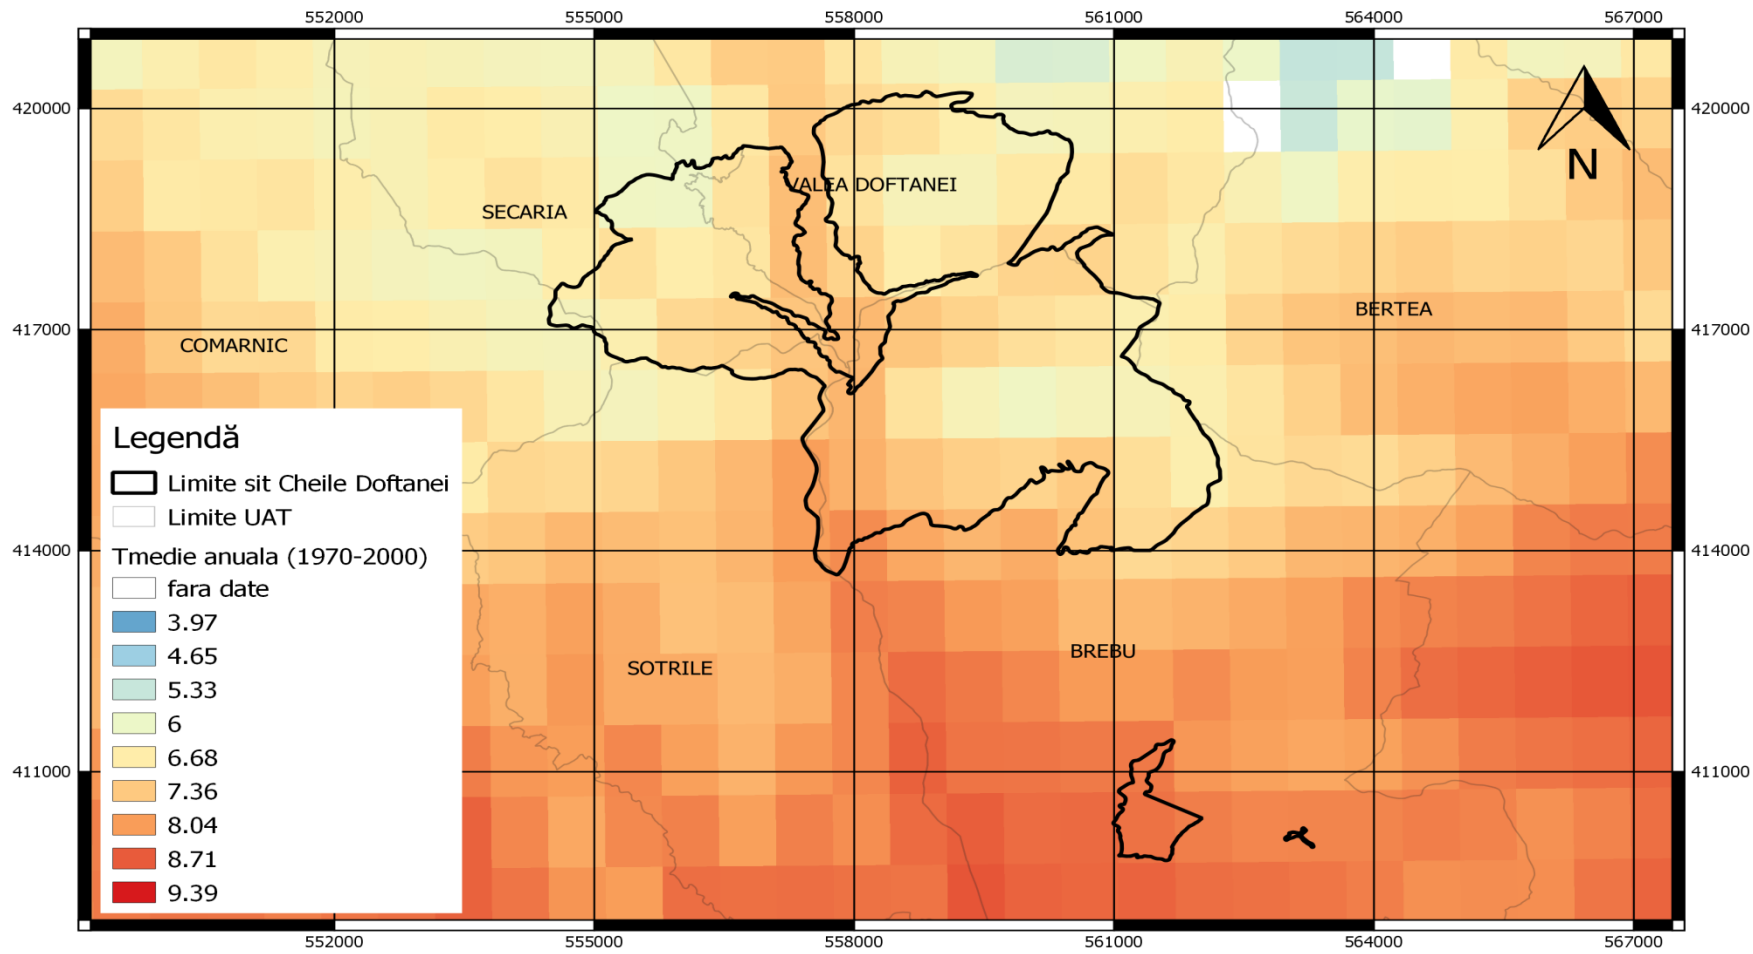 552000 555000 558000 561000 564000 567000
420000 420000
N
VALEA DOFTANEI
SECARIA
BERTEA
417000 417000
COMARNIC
Legendă
Limite sit Cheile Doftanei
Limite UAT
414000 414000
Tmedie anuala (1970-2000)
fara date
3.97
4.65
5.33
6
6.68
7.36
8.04
8.71
9.39
BREBU
SOTRILE
411000 411000
552000 555000 558000 561000 564000 567000